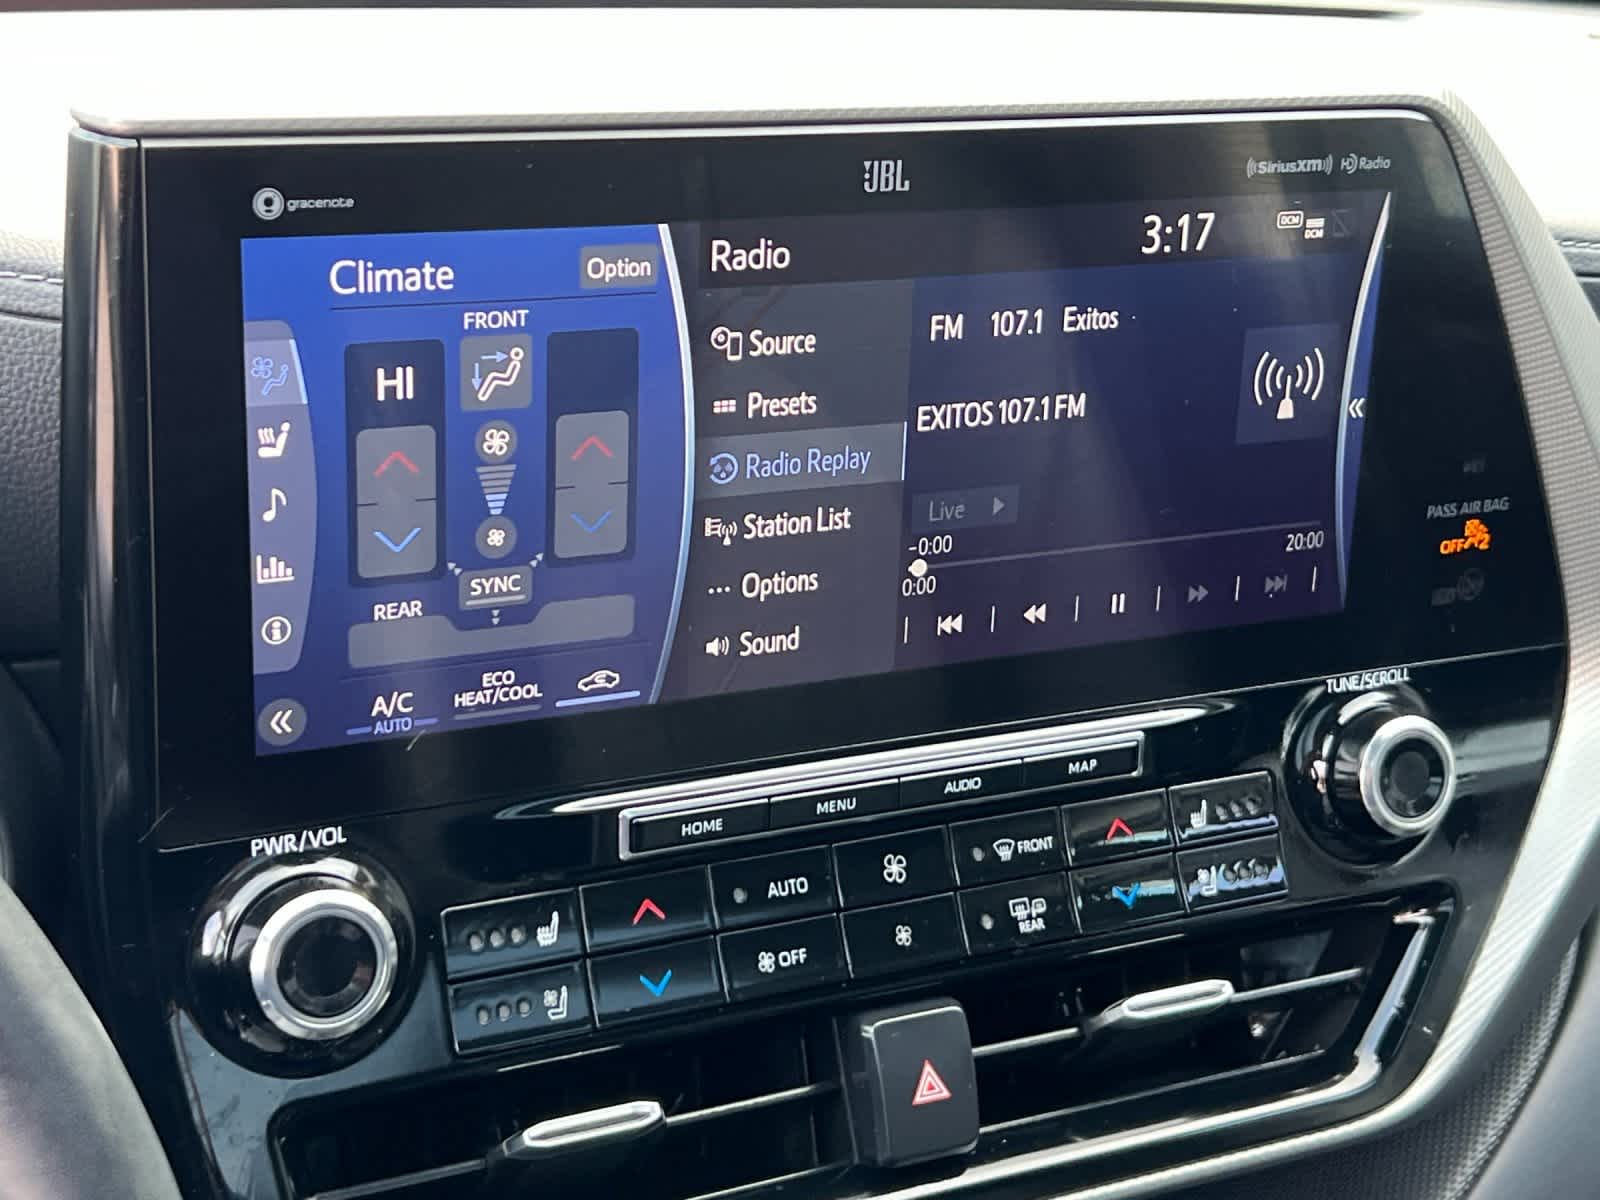 gracenote
JBL
SiriusXM
HD Radio
Climate
Option
FRONT
HI
SYNC
REAR
A/C
AUTO
ECO
HEAT/COOL
Radio
3:17
DCM
DCM
Source
Presets
Radio Replay
Station List
Options
Sound
FM 107.1 Exitos
EXITOS 107.1 FM
Live
-0:00
20:00
0:00
PASS AIR BAG
OFF 2
TUNE/SCROLL
PWR/VOL
HOME
MENU
AUDIO
MAP
AUTO
FRONT
OFF
REAR